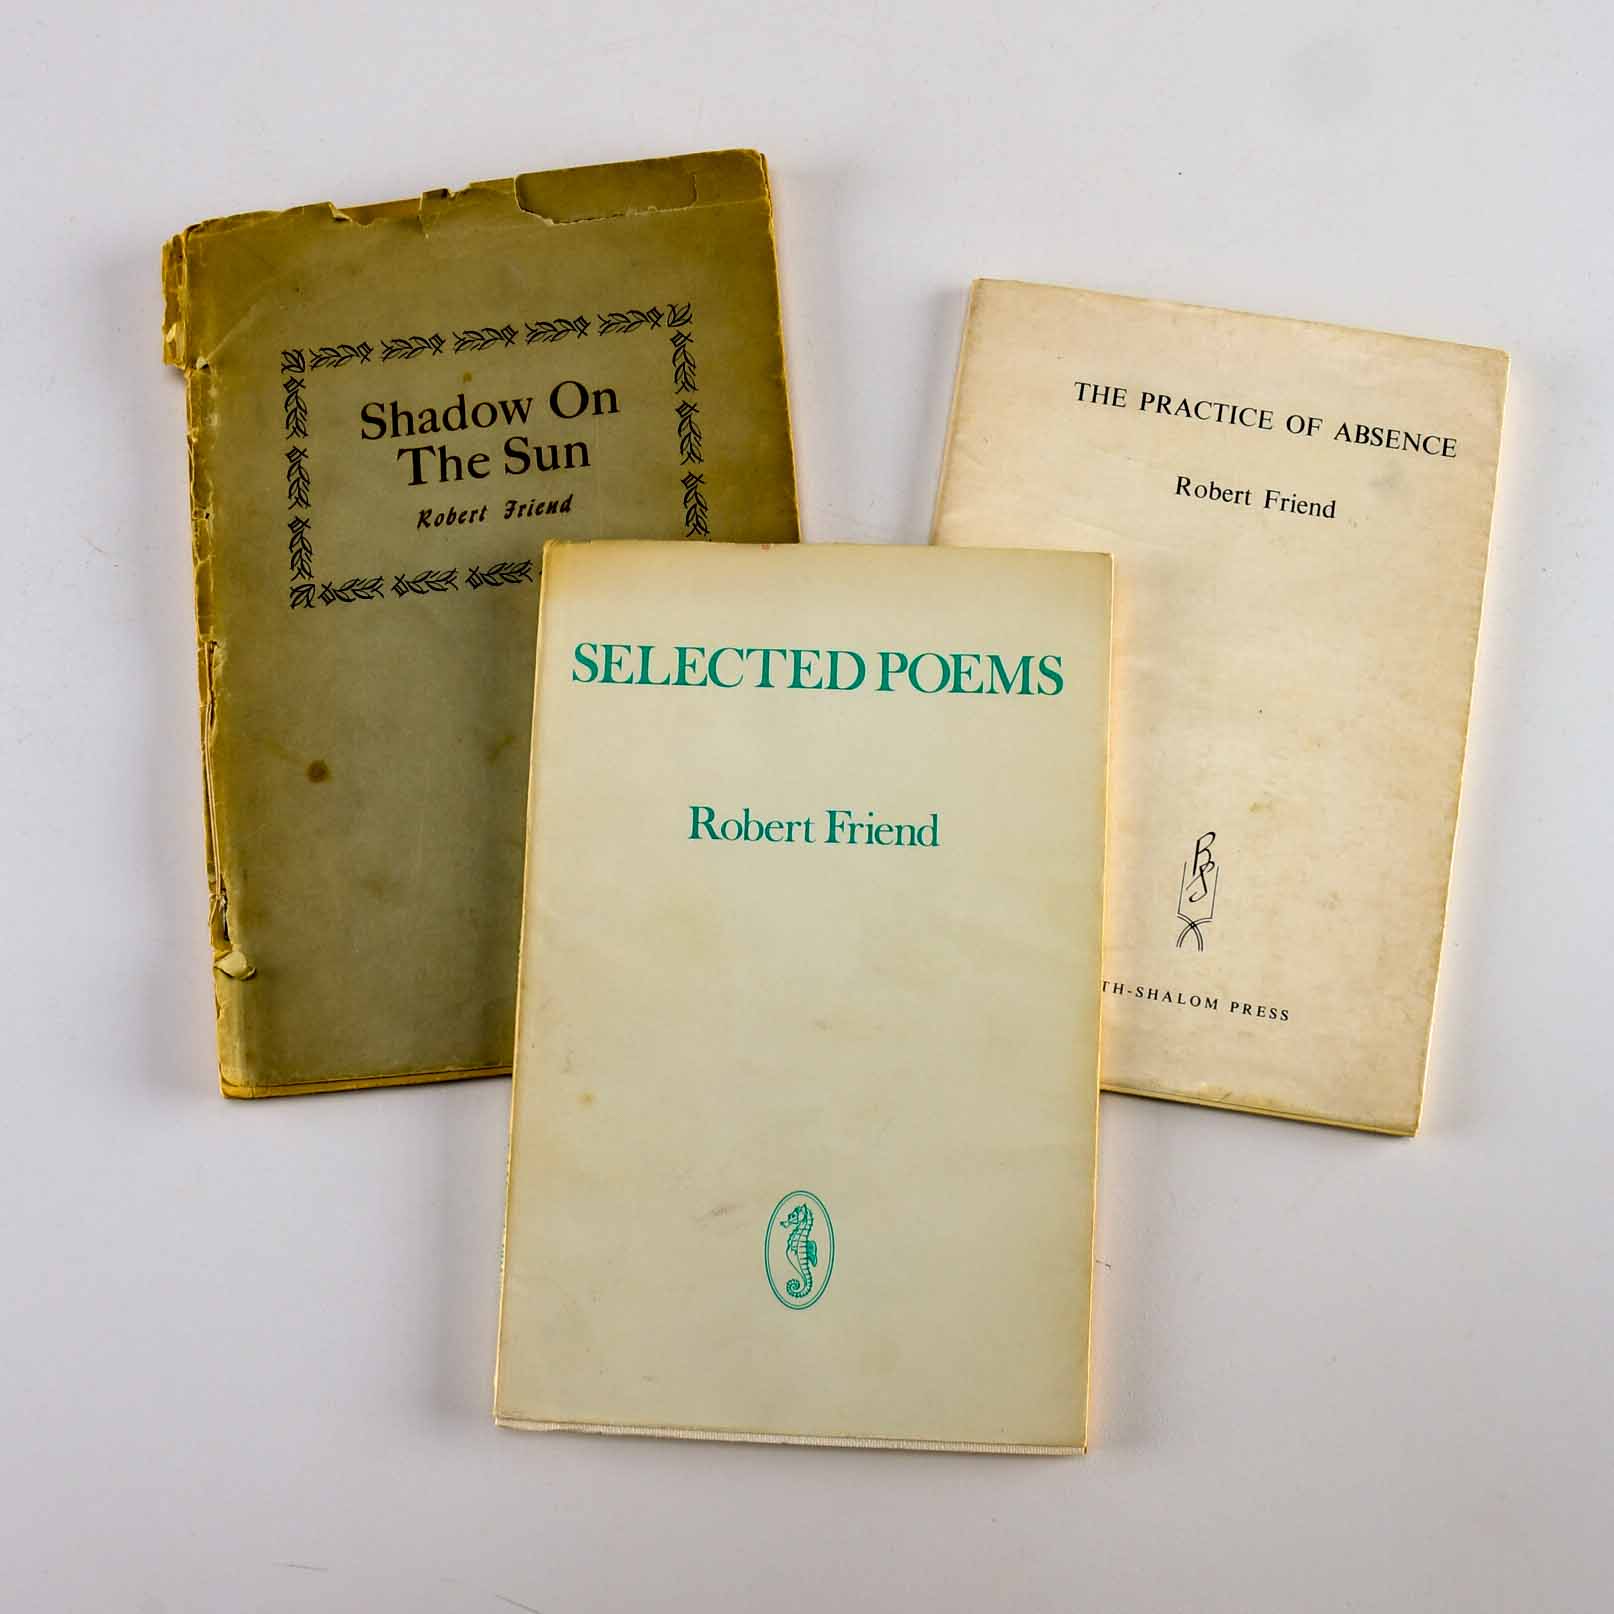 Shadow On
The Sun
Robert Friend
THE PRACTICE OF ABSENCE
Robert Friend
TH-SHALOM PRESS
SELECTED POEMS
Robert Friend